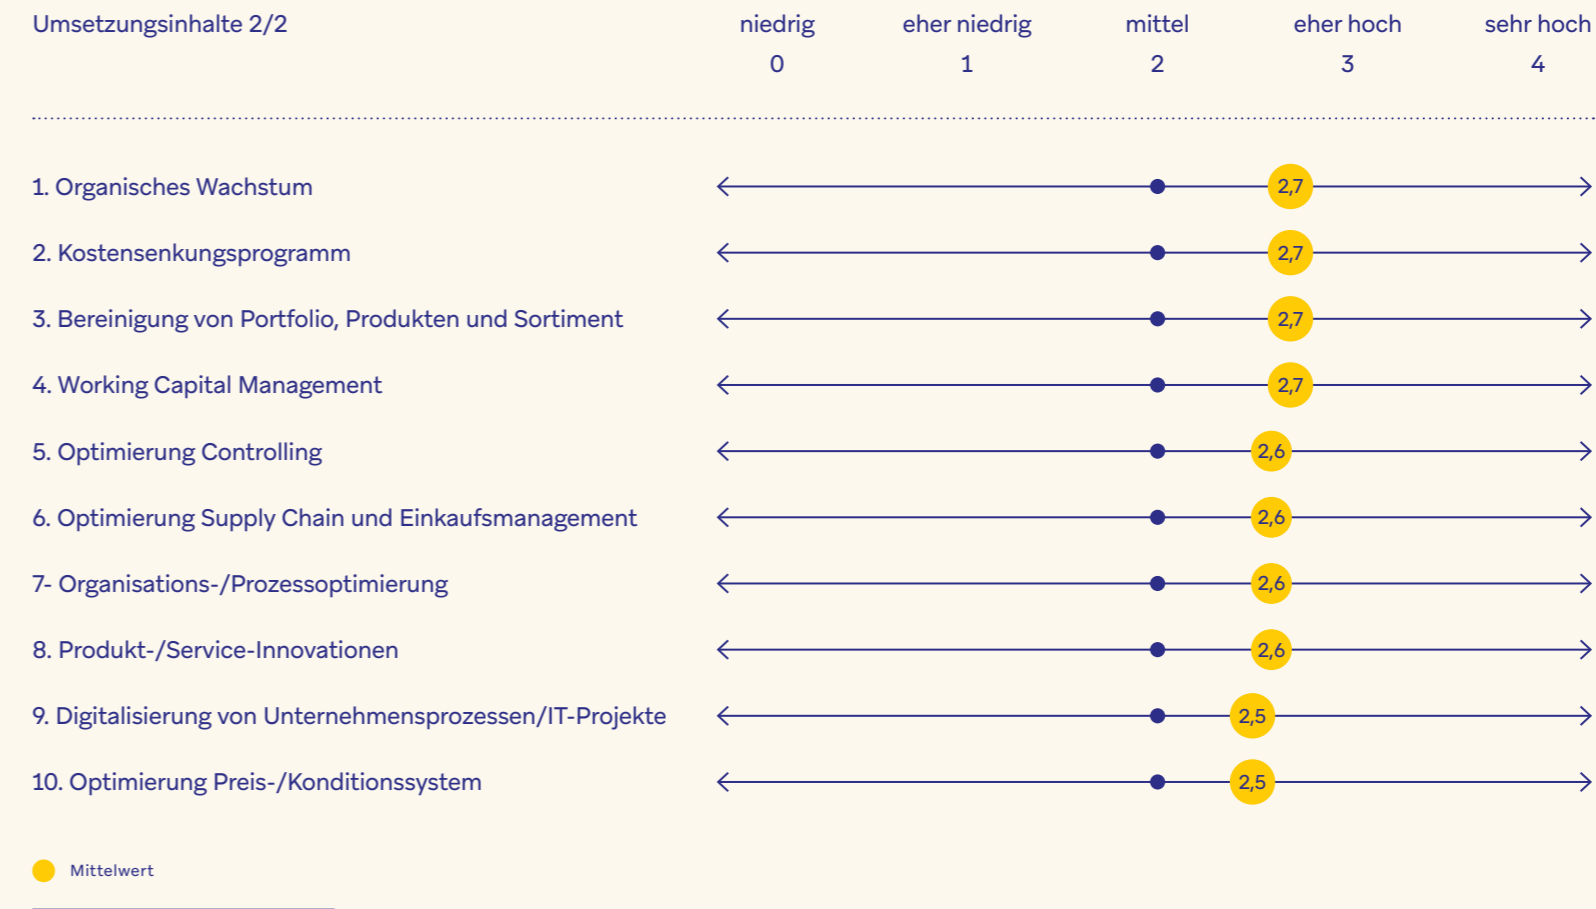 Umsetzungsinhalte 2/2 niedrig eher niedrig mittel eher hoch sehr hoch
0 1 2 3 4
1. Organisches Wachstum 2,7
2. Kostensenkungsprogramm 2,7
3. Bereinigung von Portfolio, Produkten und Sortiment 2,7
4. Working Capital Management 2,7
5. Optimierung Controlling 2,6
6. Optimierung Supply Chain und Einkaufsmanagement 2,6
7- Organisations-/Prozessoptimierung 2,6
8. Produkt-/Service-Innovationen 2,6
9. Digitalisierung von Unternehmensprozessen/IT-Projekte 2,5
10. Optimierung Preis-/Konditionssystem 2,5
Mittelwert